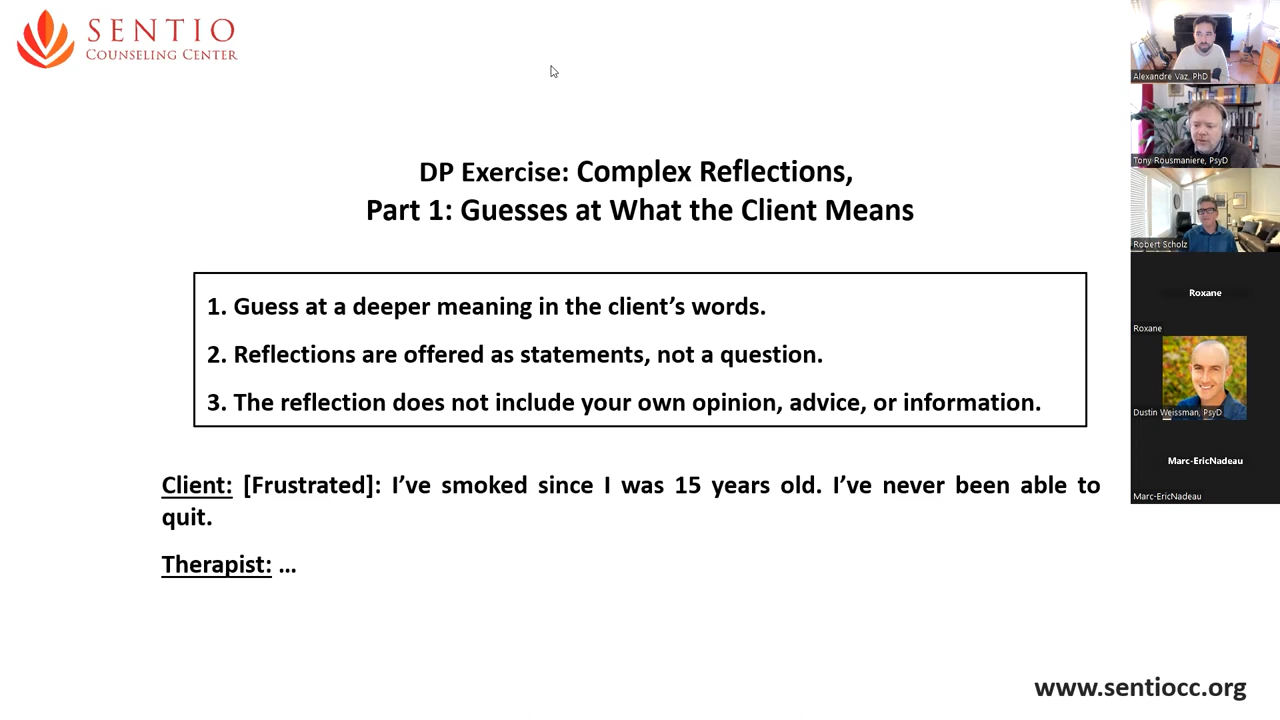 SENTIO
COUNSELING CENTER
DP Exercise: Complex Reflections,
Part 1: Guesses at What the Client Means
1. Guess at a deeper meaning in the client's words.
2. Reflections are offered as statements, not a question.
3. The reflection does not include your own opinion, advice, or information.
Client: [Frustrated]: I've smoked since I was 15 years old. I've never been able to
quit.
Therapist: ...
www.sentiocc.org
Alexandre Vaz, PhD
Tony Rousmaniere, PsyD
Robert Scholz
Roxane
Roxane
Dustin Weissman, PsyD
Marc-EricNadeau
Marc-EricNadeau